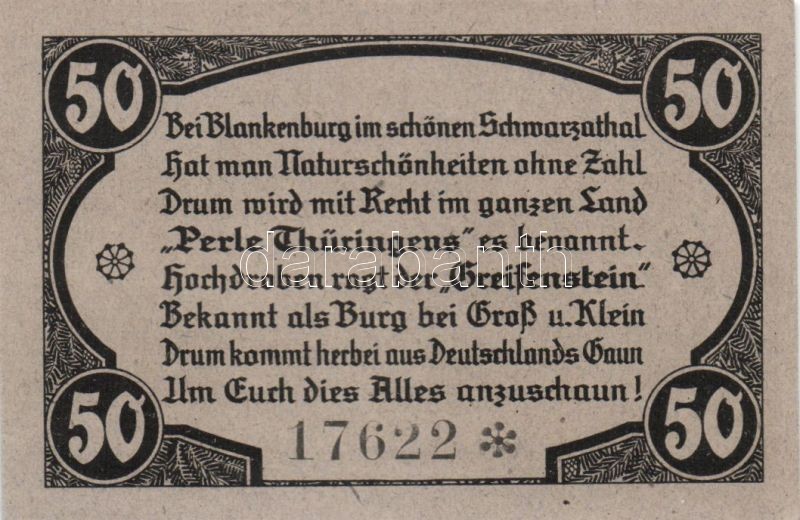 50 50
Bei Blankenburg im schönen Schwarzathal
Hat man Naturschönheiten ohne Zahl
Drum wird mit Recht im ganzen Land
„Perle Thüringens" es benannt.
Hochdroben ragt der „Greifenstein"
Bekannt als Burg bei Groß u. Klein
Drum kommt herbei aus Deutschlands Gaun
Um Euch dies Alles anzuschaun!
50 50
17622 *
darabanth